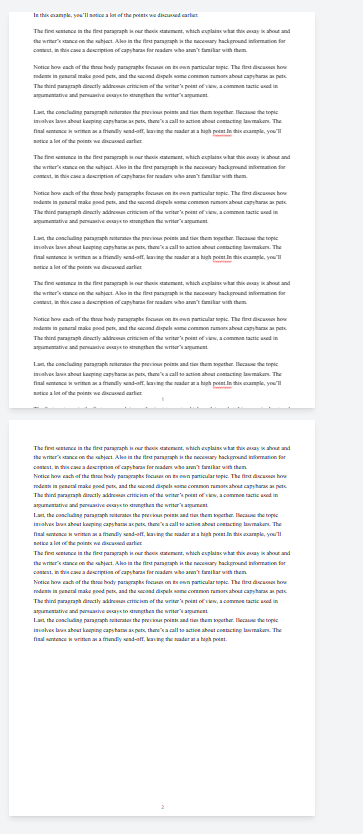 In this example, you'll notice a lot of the points we discussed earlier.
The first sentence in the first paragraph is our thesis statement, which explains what this essay is about and
the writer's stance on the subject. Also in the first paragraph is the necessary background information for
context, in this case a description of capybaras for readers who aren't familiar with them.
Notice how each of the three body paragraphs focuses on its own particular topic. The first discusses how
rodents in general make good pets, and the second dispels some common rumors about capybaras as pets.
The third paragraph directly addresses criticism of the writer's point of view, a common tactic used in
argumentative and persuasive essays to strengthen the writer's argument.
Last, the concluding paragraph reiterates the previous points and ties them together. Because the topic
involves laws about keeping capybaras as pets, there's a call to action about contacting lawmakers. The
final sentence is written as a friendly send-off, leaving the reader at a high point.In this example, you'll
notice a lot of the points we discussed earlier.
The first sentence in the first paragraph is our thesis statement, which explains what this essay is about and
the writer's stance on the subject. Also in the first paragraph is the necessary background information for
context, in this case a description of capybaras for readers who aren't familiar with them.
Notice how each of the three body paragraphs focuses on its own particular topic. The first discusses how
rodents in general make good pets, and the second dispels some common rumors about capybaras as pets.
The third paragraph directly addresses criticism of the writer's point of view, a common tactic used in
argumentative and persuasive essays to strengthen the writer's argument.
Last, the concluding paragraph reiterates the previous points and ties them together. Because the topic
involves laws about keeping capybaras as pets, there's a call to action about contacting lawmakers. The
final sentence is written as a friendly send-off, leaving the reader at a high point.In this example, you'll
notice a lot of the points we discussed earlier.
The first sentence in the first paragraph is our thesis statement, which explains what this essay is about and
the writer's stance on the subject. Also in the first paragraph is the necessary background information for
context, in this case a description of capybaras for readers who aren't familiar with them.
Notice how each of the three body paragraphs focuses on its own particular topic. The first discusses how
rodents in general make good pets, and the second dispels some common rumors about capybaras as pets.
The third paragraph directly addresses criticism of the writer's point of view, a common tactic used in
argumentative and persuasive essays to strengthen the writer's argument.
Last, the concluding paragraph reiterates the previous points and ties them together. Because the topic
involves laws about keeping capybaras as pets, there's a call to action about contacting lawmakers. The
final sentence is written as a friendly send-off, leaving the reader at a high point.In this example, you'll
notice a lot of the points we discussed earlier.
1
The first sentence in the first paragraph is our thesis statement, which explains what this essay is about and
the writer's stance on the subject. Also in the first paragraph is the necessary background information for
context, in this case a description of capybaras for readers who aren't familiar with them.
Notice how each of the three body paragraphs focuses on its own particular topic. The first discusses how
rodents in general make good pets, and the second dispels some common rumors about capybaras as pets.
The third paragraph directly addresses criticism of the writer's point of view, a common tactic used in
argumentative and persuasive essays to strengthen the writer's argument.
Last, the concluding paragraph reiterates the previous points and ties them together. Because the topic
involves laws about keeping capybaras as pets, there's a call to action about contacting lawmakers. The
final sentence is written as a friendly send-off, leaving the reader at a high point.In this example, you'll
notice a lot of the points we discussed earlier.
The first sentence in the first paragraph is our thesis statement, which explains what this essay is about and
the writer's stance on the subject. Also in the first paragraph is the necessary background information for
context, in this case a description of capybaras for readers who aren't familiar with them.
Notice how each of the three body paragraphs focuses on its own particular topic. The first discusses how
rodents in general make good pets, and the second dispels some common rumors about capybaras as pets.
The third paragraph directly addresses criticism of the writer's point of view, a common tactic used in
argumentative and persuasive essays to strengthen the writer's argument.
Last, the concluding paragraph reiterates the previous points and ties them together. Because the topic
involves laws about keeping capybaras as pets, there's a call to action about contacting lawmakers. The
final sentence is written as a friendly send-off, leaving the reader at a high point.
2